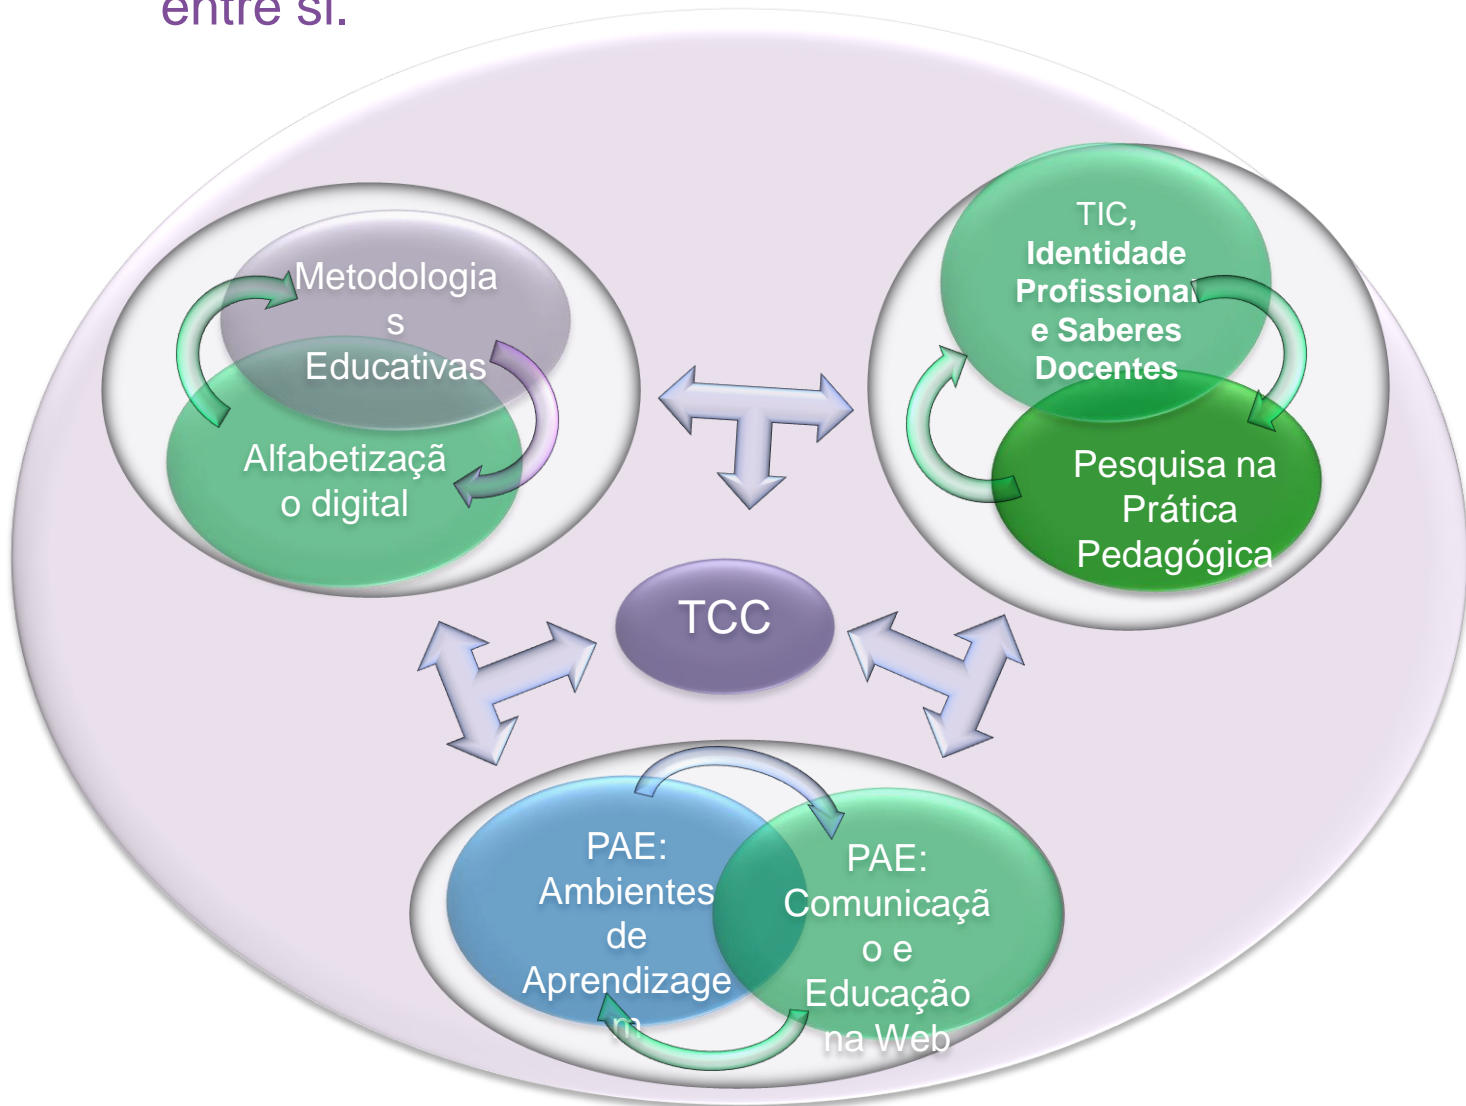 entre si.
Metodologia
s
Educativas
Alfabetizaçã
o digital
TIC,
Identidade
Profissional
e Saberes
Docentes
Pesquisa na
Prática
Pedagógica
TCC
PAE:
Ambientes
de
Aprendizage
m
PAE:
Comunicaçã
o e
Educação
na Web